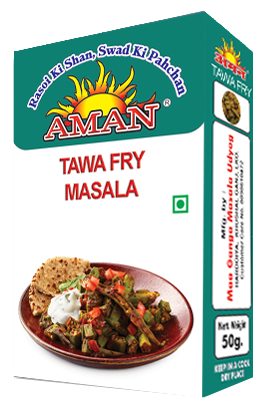 Rasoi Ki Shan, Swad Ki Pahchan
AMAN
®
TAWA FRY
MASALA
अमन
TAWA FRY
Mfg. by :
Maa Ganga Masala Udyog
Customer Care No.
Net. Weight
50g.
KEEP IN A COOL
DRY PLACE